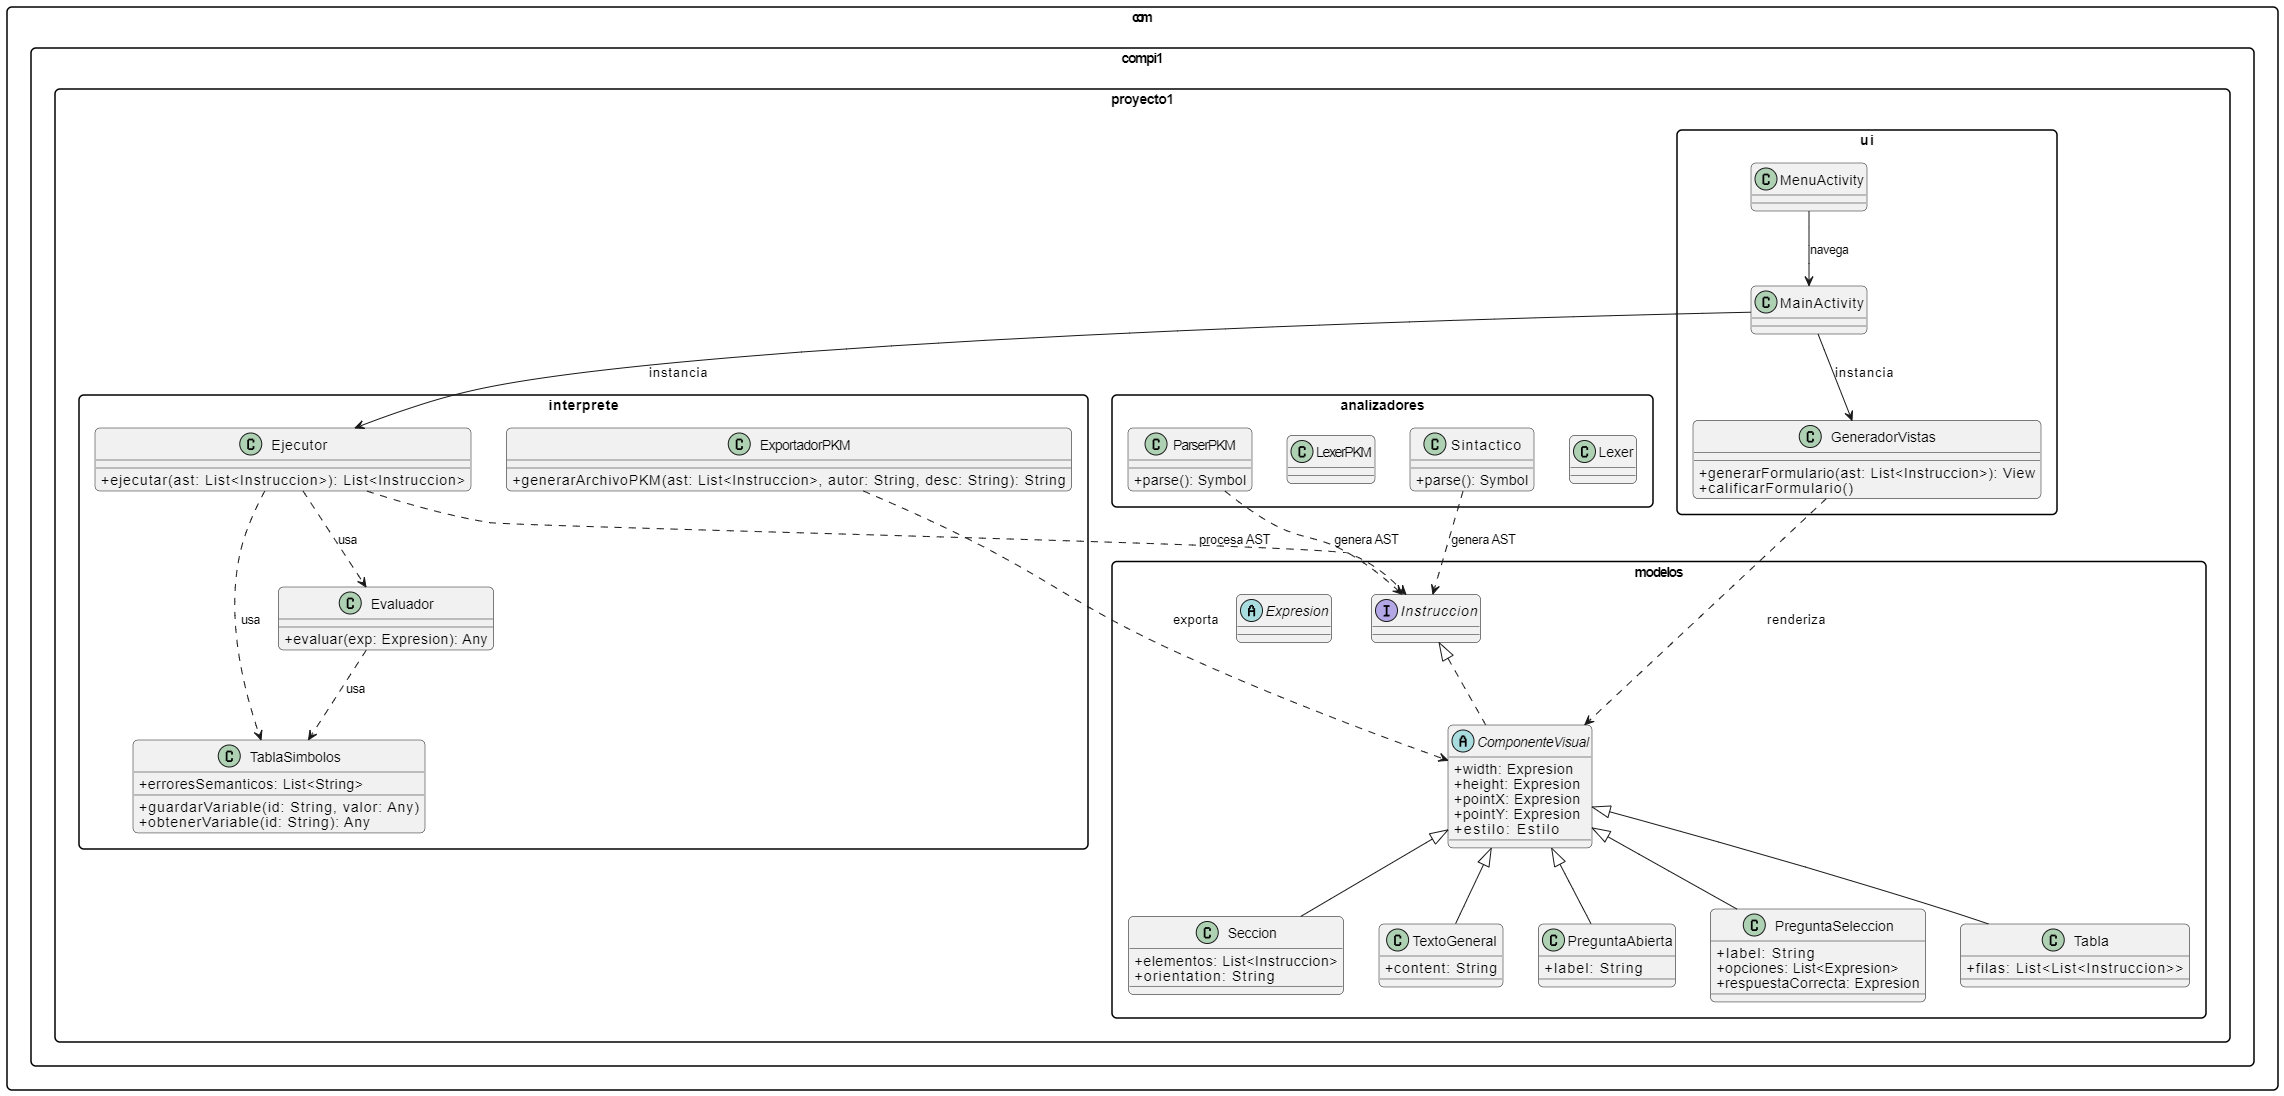 com
compi1
proyecto1
ui
C MenuActivity
navega
C MainActivity
instancia
instancia
interprete
C Ejecutor
+ejecutar(ast: List<Instruccion>): List<Instruccion>
C ExportadorPKM
+generarArchivoPKM(ast: List<Instruccion>, autor: String, desc: String): String
analizadores
C ParserPKM
+parse(): Symbol
C LexerPKM
C Sintactico
+parse(): Symbol
C Lexer
C GeneradorVistas
+generarFormulario(ast: List<Instruccion>): View
+calificarFormulario()
usa
procesa AST
genera AST
genera AST
modelos
C Evaluador
+evaluar(exp: Expresion): Any
usa
A Expresion
I Instruccion
exporta
renderiza
usa
C TablaSimbolos
+erroresSemanticos: List<String>
+guardarVariable(id: String, valor: Any)
+obtenerVariable(id: String): Any
A ComponenteVisual
+width: Expresion
+height: Expresion
+pointX: Expresion
+pointY: Expresion
+estilo: Estilo
C Seccion
+elementos: List<Instruccion>
+orientation: String
C TextoGeneral
+content: String
C PreguntaAbierta
+label: String
C PreguntaSeleccion
+label: String
+opciones: List<Expresion>
+respuestaCorrecta: Expresion
C Tabla
+filas: List<List<Instruccion>>